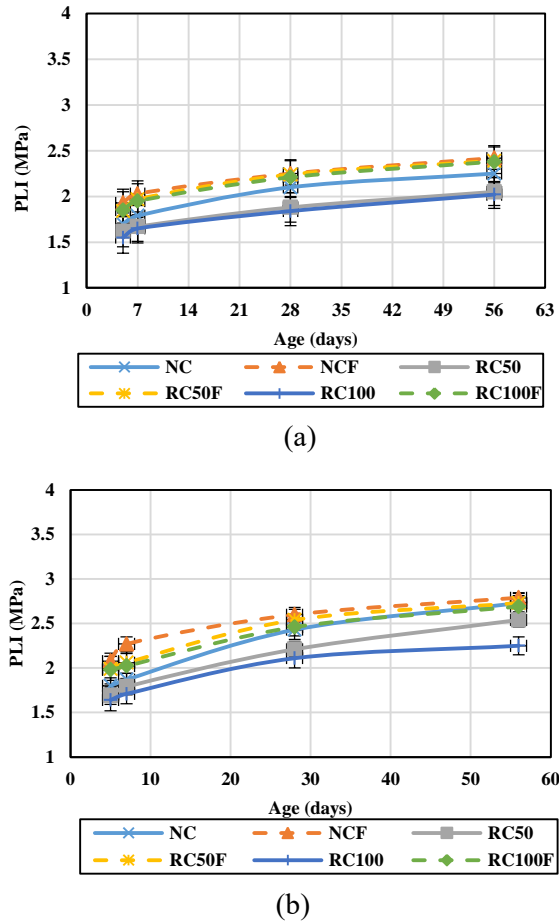 4
3.5
3
2.5
2
1.5
1
PLI (MPa)
0 7 14 21 28 35 42 49 56 63
Age (days)
NC NCF RC50
RC50F RC100 RC100F
(a)
4
3.5
3
2.5
2
1.5
1
PLI (MPa)
0 10 20 30 40 50 60
Age (days)
NC NCF RC50
RC50F RC100 RC100F
(b)